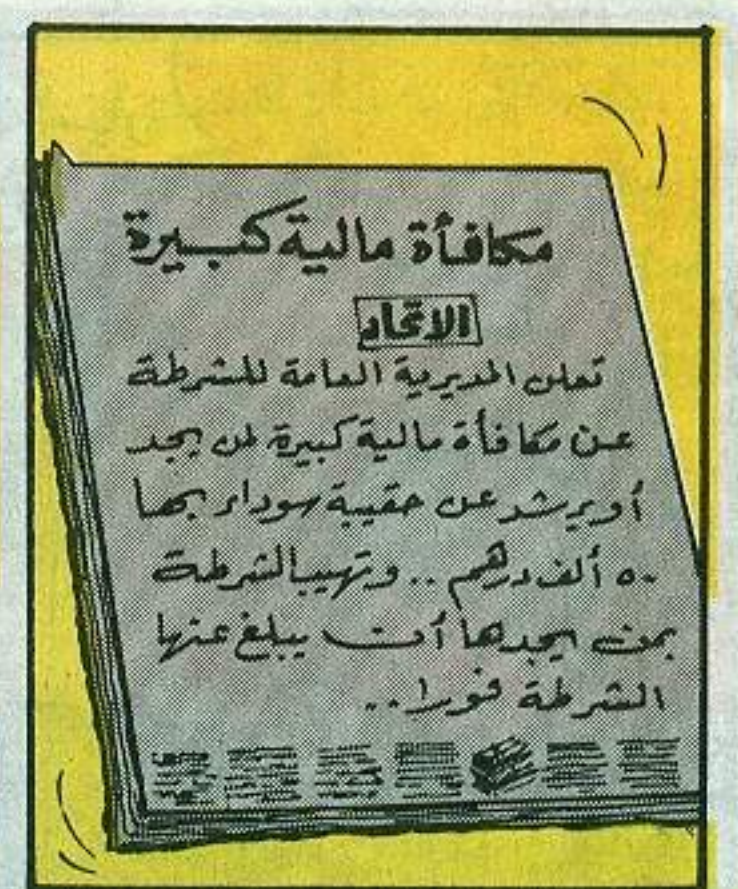 مكافأة مالية كبيرة
الاتحاد
تعلن المديرية العامة للشرطة
عن مكافأة مالية كبيرة لمن يجد
أو يرشد عن حقيبة سوداء بها
٥٠ ألف درهم .. وتهيب الشرطة
بمن يجدها أن يبلغ عنها
الشرطة فورا ..